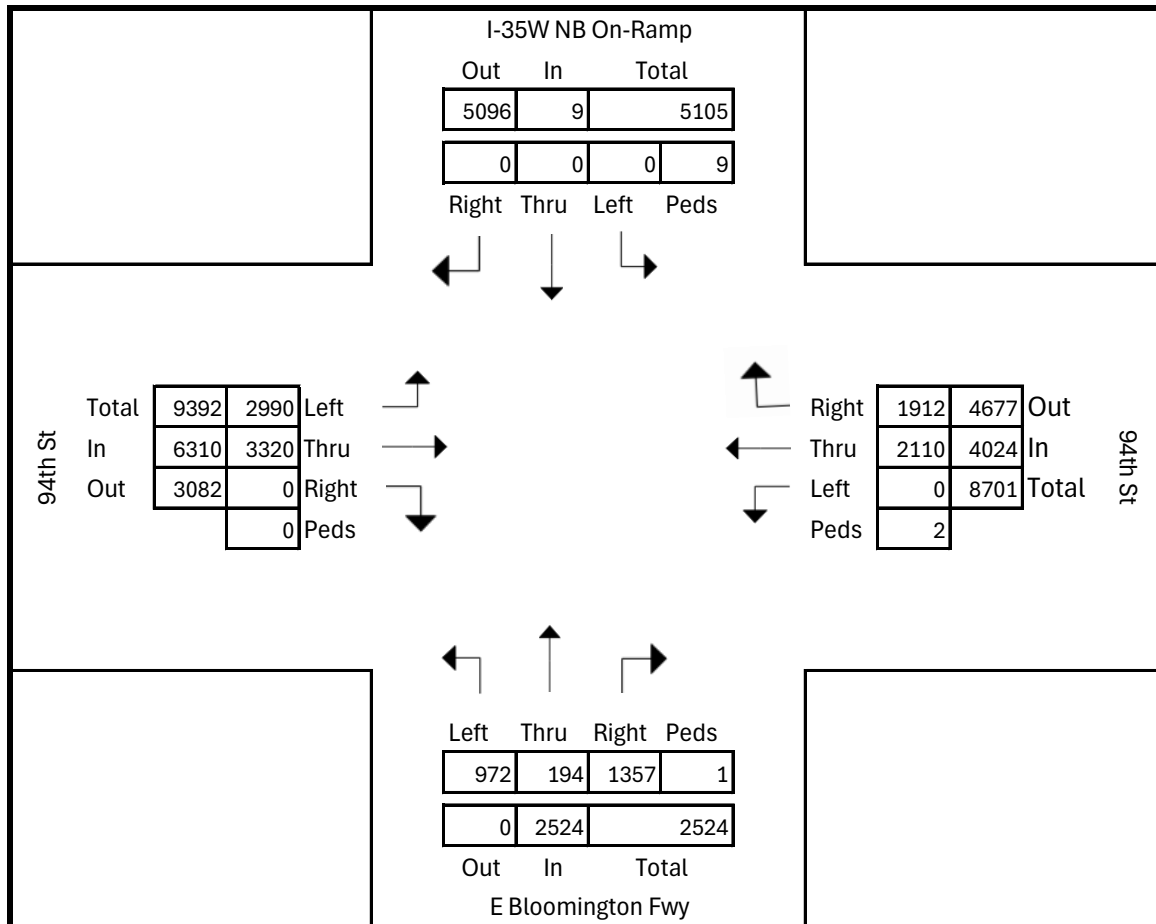 I-35W NB On-Ramp
Out In Total
5096 9 5105
0 0 0 9
Right Thru Left Peds
94th St
Total 9392 2990 Left
In 6310 3320 Thru
Out 3082 0 Right
0 Peds
Right 1912 4677 Out
Thru 2110 4024 In
Left 0 8701 Total
Peds 2
94th St
Left Thru Right Peds
972 194 1357 1
0 2524 2524
Out In Total
E Bloomington Fwy